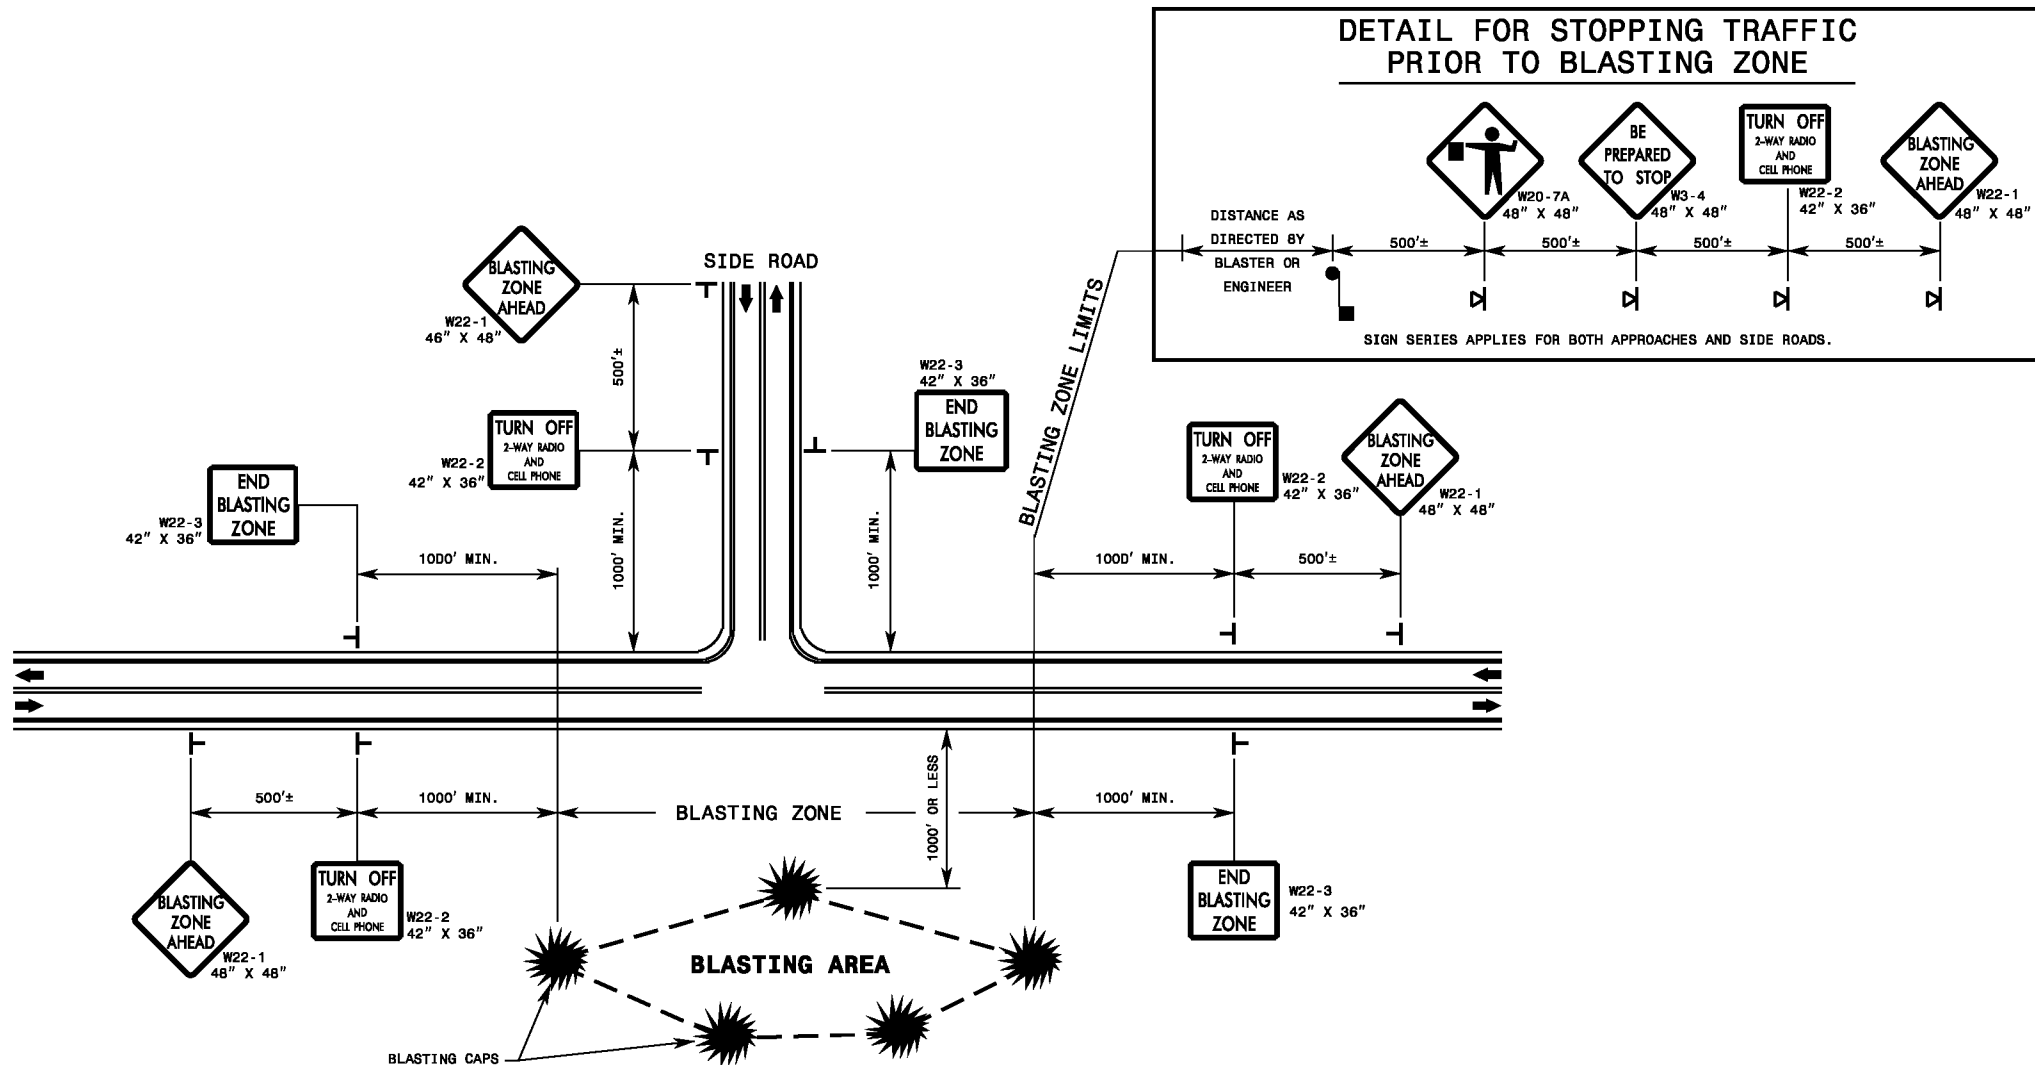 DETAIL FOR STOPPING TRAFFIC
PRIOR TO BLASTING ZONE
BE
PREPARED
TO STOP
TURN OFF
2-WAY RADIO
AND
CELL PHONE
BLASTING
ZONE
AHEAD
W20-7A
48" X 48"
W3-4
48" X 48"
W22-2
42" X 36"
W22-1
48" X 48"
DISTANCE AS
DIRECTED BY
BLASTER OR
ENGINEER
500'±
500'±
500'±
500'±
SIGN SERIES APPLIES FOR BOTH APPROACHES AND SIDE ROADS.
BLASTING ZONE LIMITS
SIDE ROAD
BLASTING
ZONE
AHEAD
W22-1
46" X 48"
500'±
W22-3
42" X 36"
END
BLASTING
ZONE
TURN OFF
2-WAY RADIO
AND
CELL PHONE
W22-2
42" X 36"
END
BLASTING
ZONE
W22-3
42" X 36"
1000' MIN.
1000' MIN.
1000' MIN.
TURN OFF
2-WAY RADIO
AND
CELL PHONE
W22-2
42" X 36"
BLASTING
ZONE
AHEAD
W22-1
48" X 48"
1000' MIN.
500'±
500'±
1000' MIN.
BLASTING ZONE
1000' OR LESS
1000' MIN.
BLASTING
ZONE
AHEAD
W22-1
48" X 48"
TURN OFF
2-WAY RADIO
AND
CELL PHONE
W22-2
42" X 36"
END
BLASTING
ZONE
W22-3
42" X 36"
BLASTING AREA
BLASTING CAPS